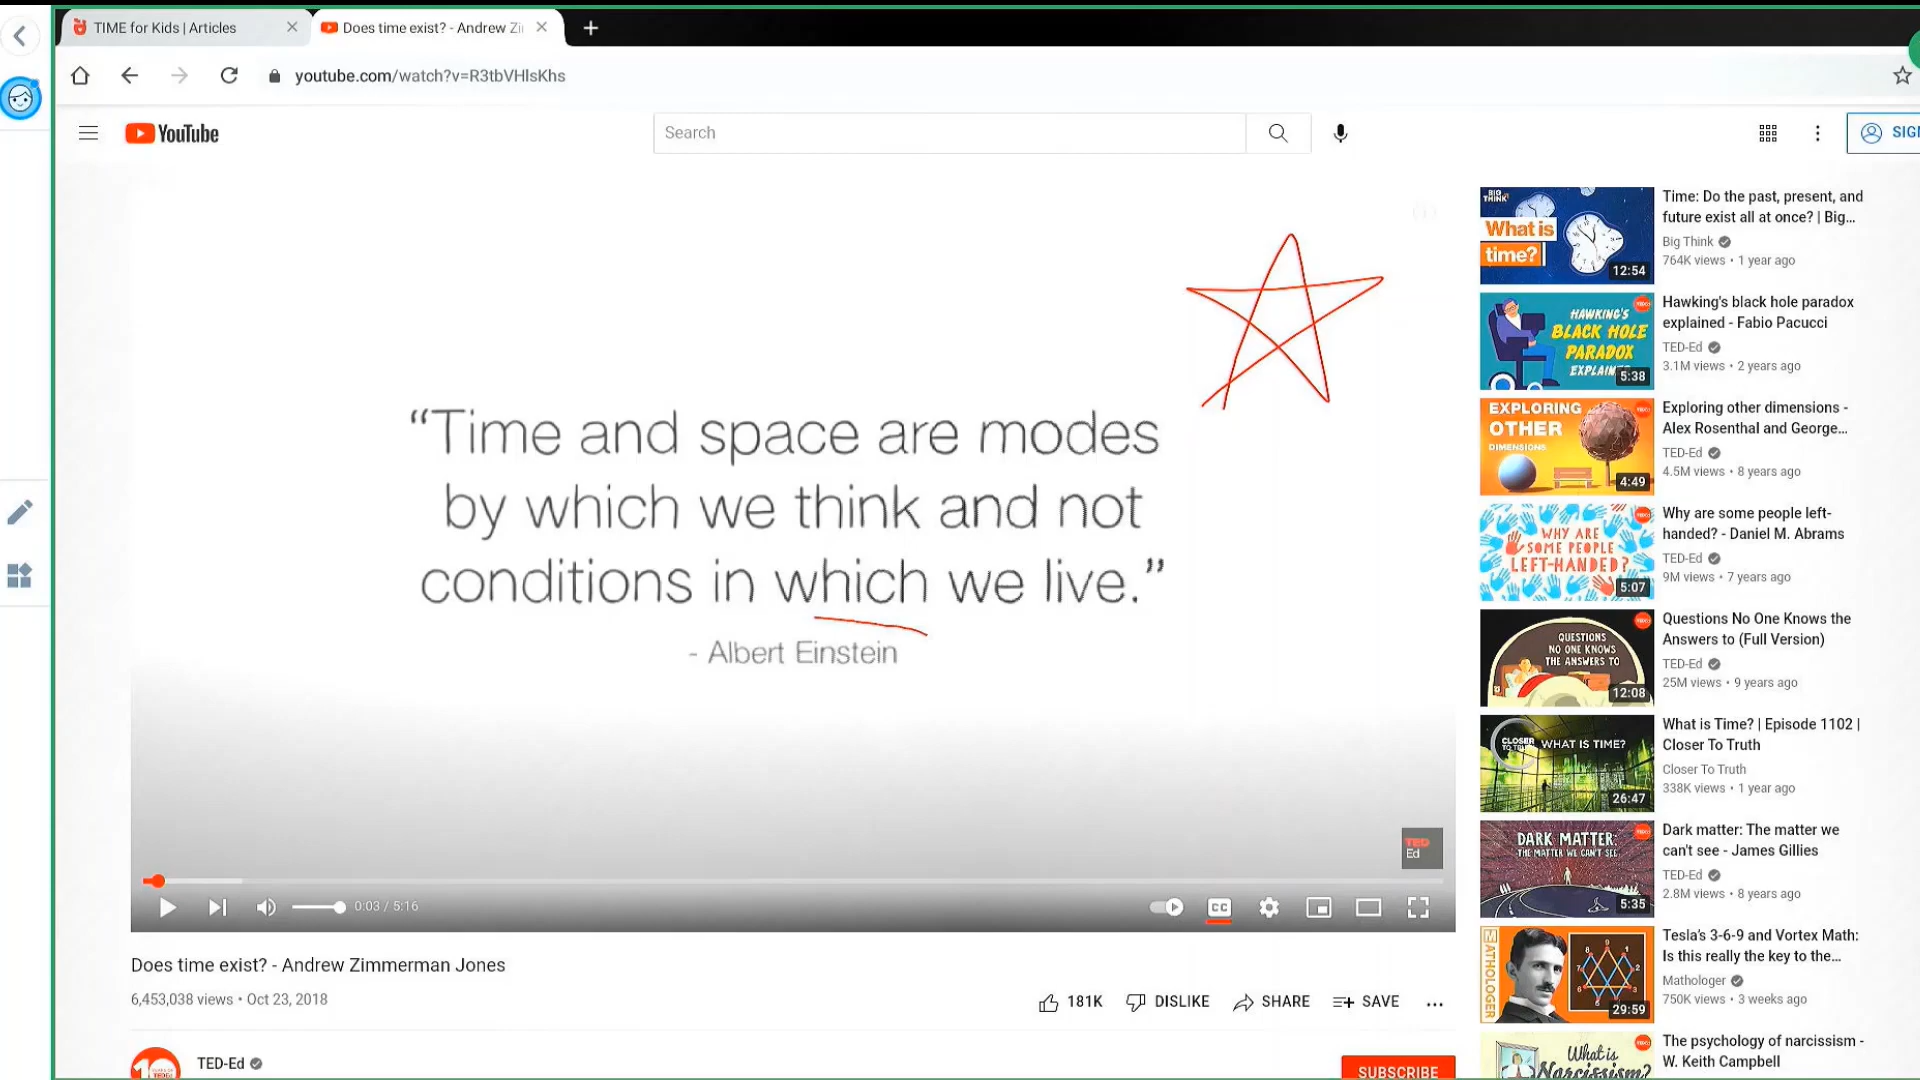 TIME for Kids | Articles
Does time exist? - Andrew Zi
youtube.com/watch?v=R3tbVHlsKhs
YouTube
Search
SIGN
“Time and space are modes
by which we think and not
conditions in which we live.”
- Albert Einstein
TED
Ed
0:03 / 5:16
CC
Does time exist? - Andrew Zimmerman Jones
6,453,038 views • Oct 23, 2018
181K
DISLIKE
SHARE
SAVE
TED-Ed
SUBSCRIBE
BIG
THINK
What is
time?
12:54
Time: Do the past, present, and
future exist all at once? | Big...
Big Think
764K views • 1 year ago
HAWKING'S
BLACK HOLE
PARADOX
5:38
Hawking's black hole paradox
explained - Fabio Pacucci
TED-Ed
3.1M views • 2 years ago
EXPLORING
OTHER
DIMENSIONS
4:49
Exploring other dimensions -
Alex Rosenthal and George...
TED-Ed
4.5M views • 8 years ago
WHY ARE
SOME PEOPLE
LEFT-HANDED?
5:07
Why are some people left-
handed? - Daniel M. Abrams
TED-Ed
9M views • 7 years ago
QUESTIONS
NO ONE KNOWS
THE ANSWERS TO
12:08
Questions No One Knows the
Answers to (Full Version)
TED-Ed
25M views • 9 years ago
CLOSER
WHAT IS TIME?
26:47
What is Time? | Episode 1102 |
Closer To Truth
Closer To Truth
338K views • 1 year ago
DARK MATTER:
THE MATTER WE CAN'T SEE
5:35
Dark matter: The matter we
can't see - James Gillies
TED-Ed
2.8M views • 8 years ago
MATHOLOGER
29:59
Tesla's 3-6-9 and Vortex Math:
Is this really the key to the...
Mathologer
750K views • 3 weeks ago
What is
Narcissism?
The psychology of narcissism -
W. Keith Campbell